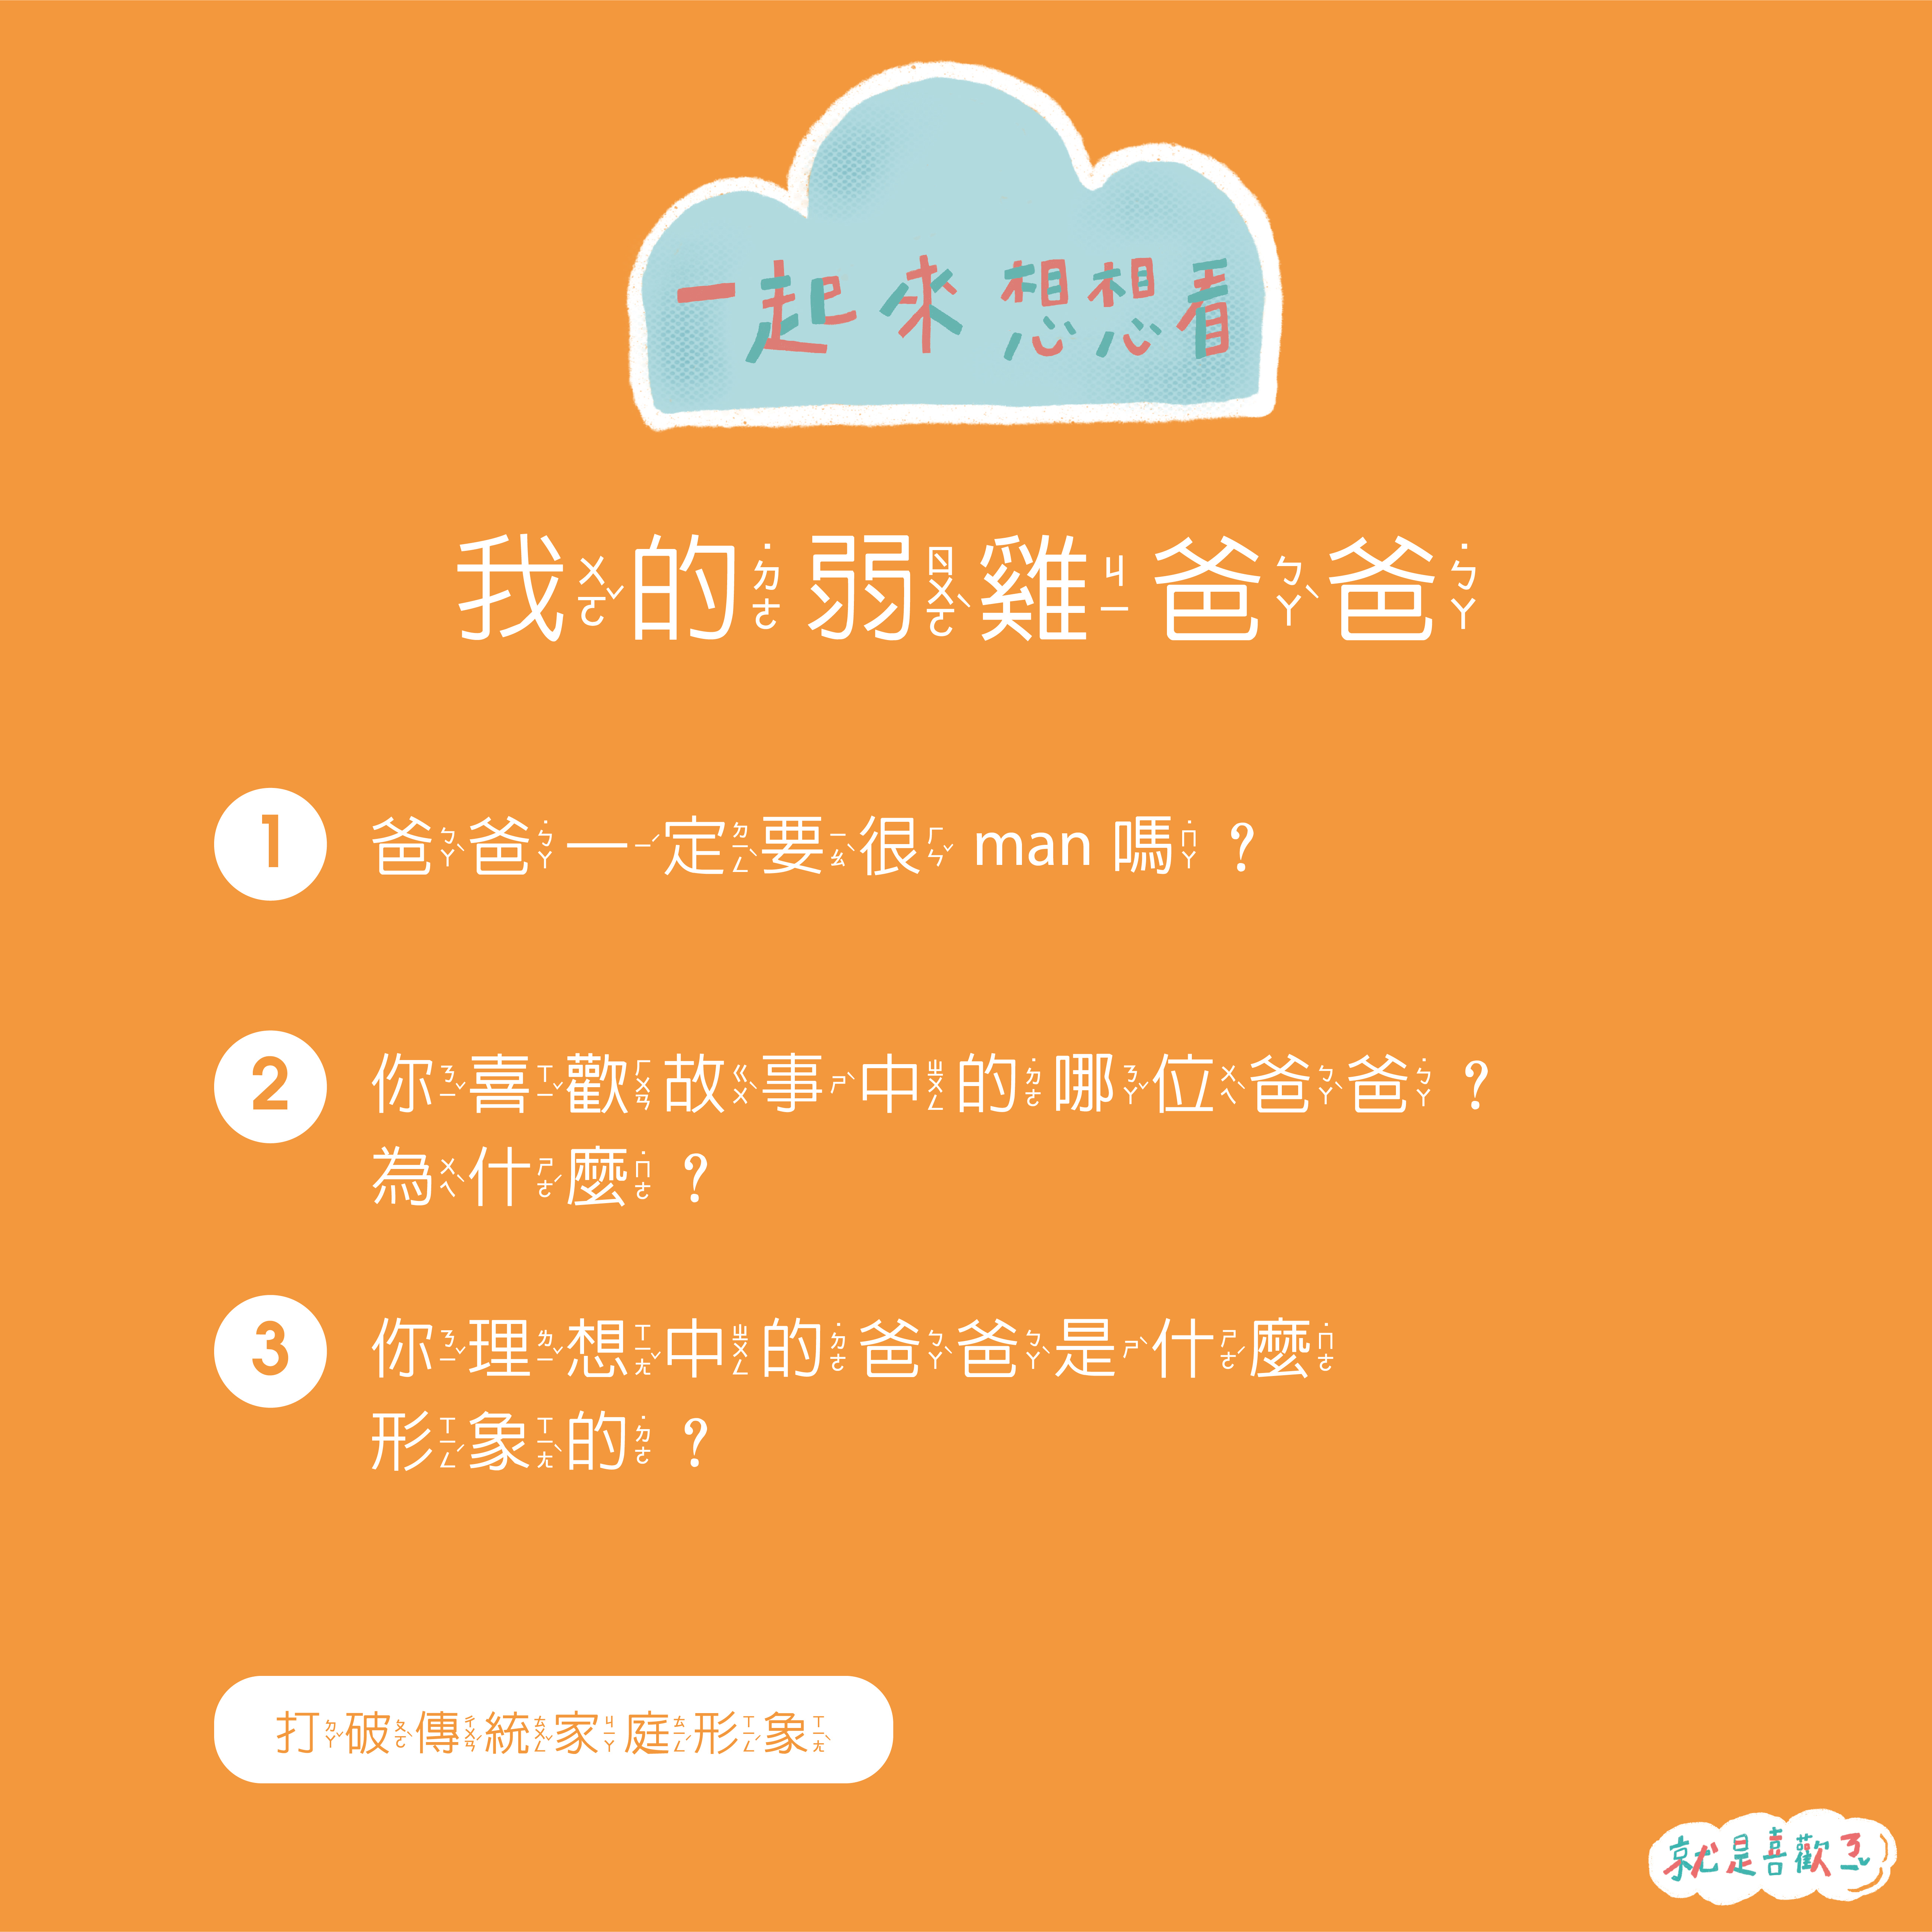 一起來想想看
我的弱雞爸爸
1 爸爸一定要很 man 嗎？
2 你喜歡故事中的哪位爸爸？
為什麼？
3 你理想中的爸爸是什麼
形象的？
打破傳統家庭形象
就是喜歡ㄋㄧˇ